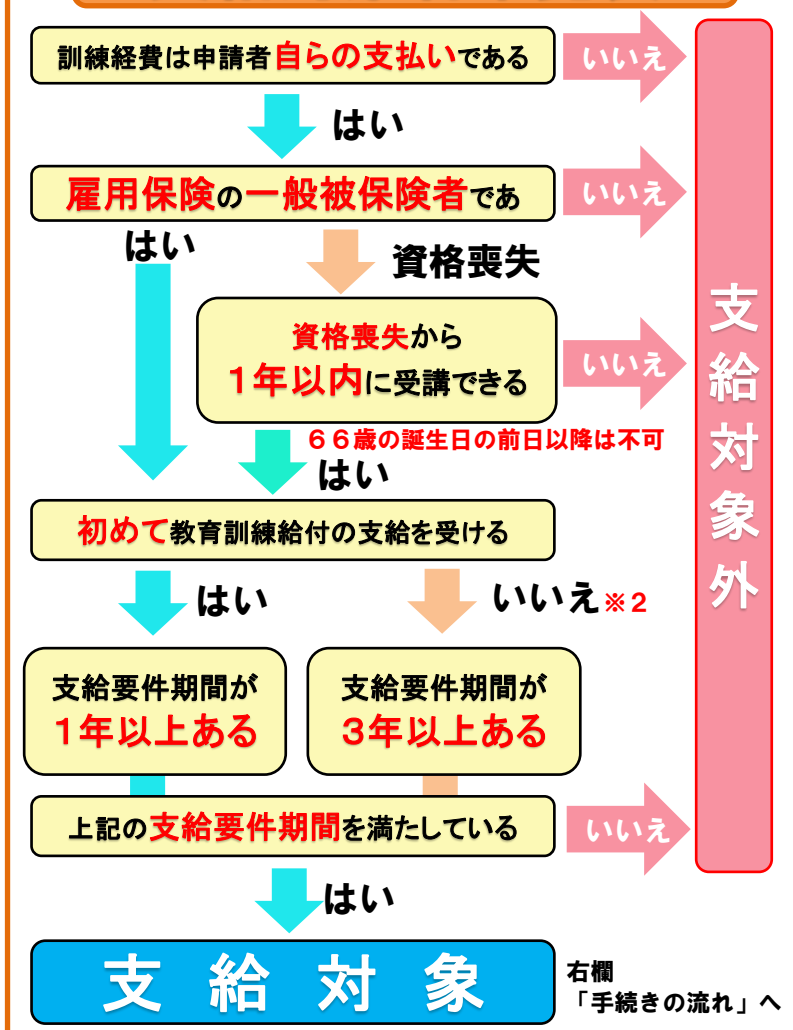 訓練経費は申請者自らの支払いである
いいえ
はい
雇用保険の一般被保険者であ
いいえ
はい
資格喪失
資格喪失から
1年以内に受講できる
いいえ
66歳の誕生日の前日以降は不可
はい
初めて教育訓練給付の支給を受ける
はい
いいえ※2
支給要件期間が
1年以上ある
支給要件期間が
3年以上ある
上記の支給要件期間を満たしている
いいえ
はい
支給対象外
支給対象
右欄
「手続きの流れ」へ